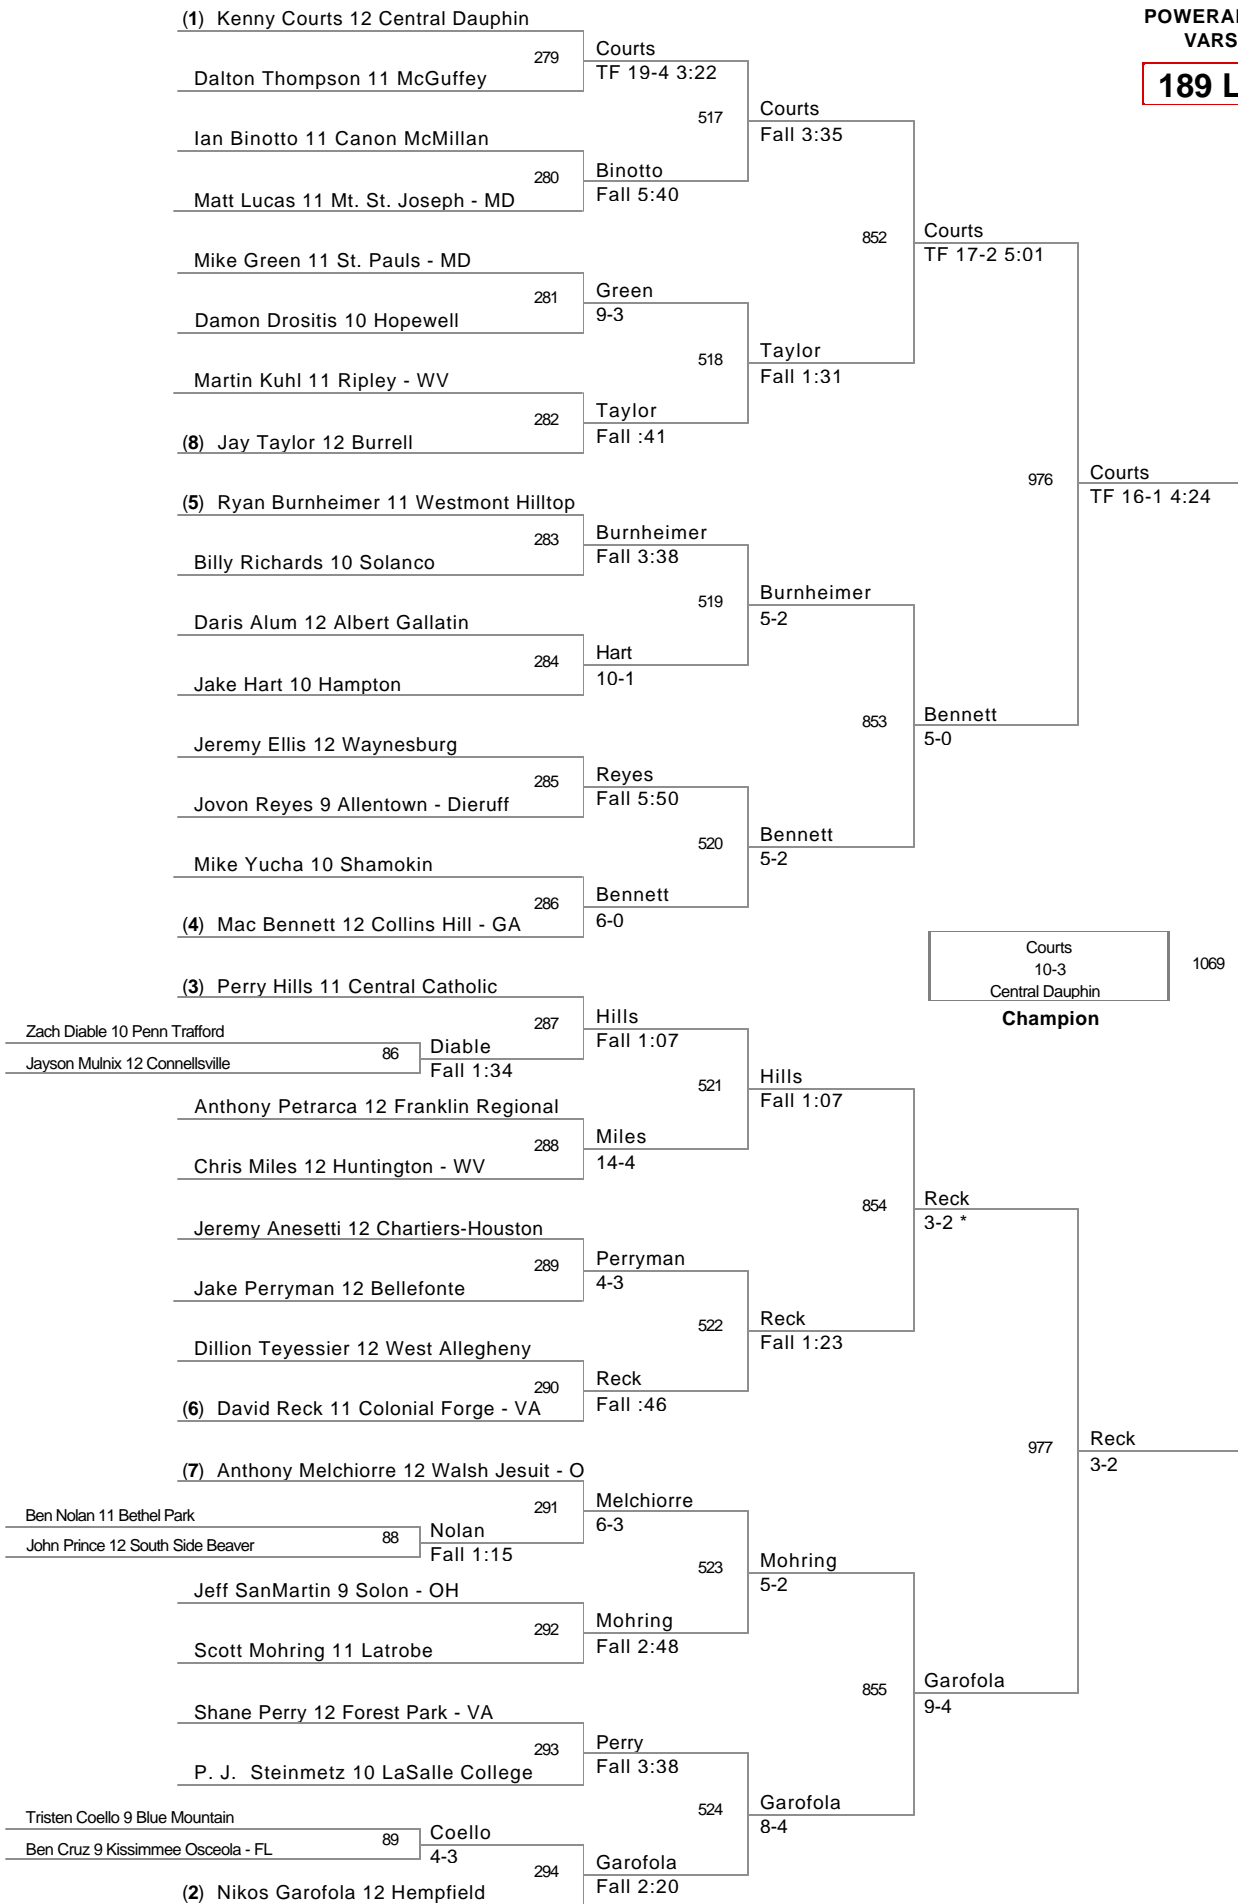 (1) Kenny Courts 12 Central Dauphin
POWERA
VARS
189 L
279
Courts
TF 19-4 3:22
Dalton Thompson 11 McGuffey
517
Courts
Fall 3:35
Ian Binotto 11 Canon McMillan
280
Binotto
Fall 5:40
Matt Lucas 11 Mt. St. Joseph - MD
852
Courts
TF 17-2 5:01
Mike Green 11 St. Pauls - MD
281
Green
9-3
Damon Drositis 10 Hopewell
518
Taylor
Fall 1:31
Martin Kuhl 11 Ripley - WV
282
Taylor
Fall :41
(8) Jay Taylor 12 Burrell
976
Courts
TF 16-1 4:24
(5) Ryan Burnheimer 11 Westmont Hilltop
283
Burnheimer
Fall 3:38
Billy Richards 10 Solanco
519
Burnheimer
5-2
Daris Alum 12 Albert Gallatin
284
Hart
10-1
Jake Hart 10 Hampton
853
Bennett
5-0
Jeremy Ellis 12 Waynesburg
285
Reyes
Fall 5:50
Jovon Reyes 9 Allentown - Dieruff
520
Bennett
5-2
Mike Yucha 10 Shamokin
286
Bennett
6-0
(4) Mac Bennett 12 Collins Hill - GA
Courts
10-3
Central Dauphin
1069
Champion
(3) Perry Hills 11 Central Catholic
287
Hills
Fall 1:07
Zach Diable 10 Penn Trafford
86
Diable
Fall 1:34
Jayson Mulnix 12 Connellsville
521
Hills
Fall 1:07
Anthony Petrarca 12 Franklin Regional
288
Miles
14-4
Chris Miles 12 Huntington - WV
854
Reck
3-2 *
Jeremy Anesetti 12 Chartiers-Houston
289
Perryman
4-3
Jake Perryman 12 Bellefonte
522
Reck
Fall 1:23
Dillion Teyessier 12 West Allegheny
290
Reck
Fall :46
(6) David Reck 11 Colonial Forge - VA
977
Reck
3-2
(7) Anthony Melchiorre 12 Walsh Jesuit - O
291
Melchiorre
6-3
Ben Nolan 11 Bethel Park
88
Nolan
Fall 1:15
John Prince 12 South Side Beaver
523
Mohring
5-2
Jeff SanMartin 9 Solon - OH
292
Mohring
Fall 2:48
Scott Mohring 11 Latrobe
855
Garofola
9-4
Shane Perry 12 Forest Park - VA
293
Perry
Fall 3:38
P. J. Steinmetz 10 LaSalle College
524
Garofola
8-4
Tristen Coello 9 Blue Mountain
89
Coello
4-3
Ben Cruz 9 Kissimmee Osceola - FL
294
Garofola
Fall 2:20
(2) Nikos Garofola 12 Hempfield